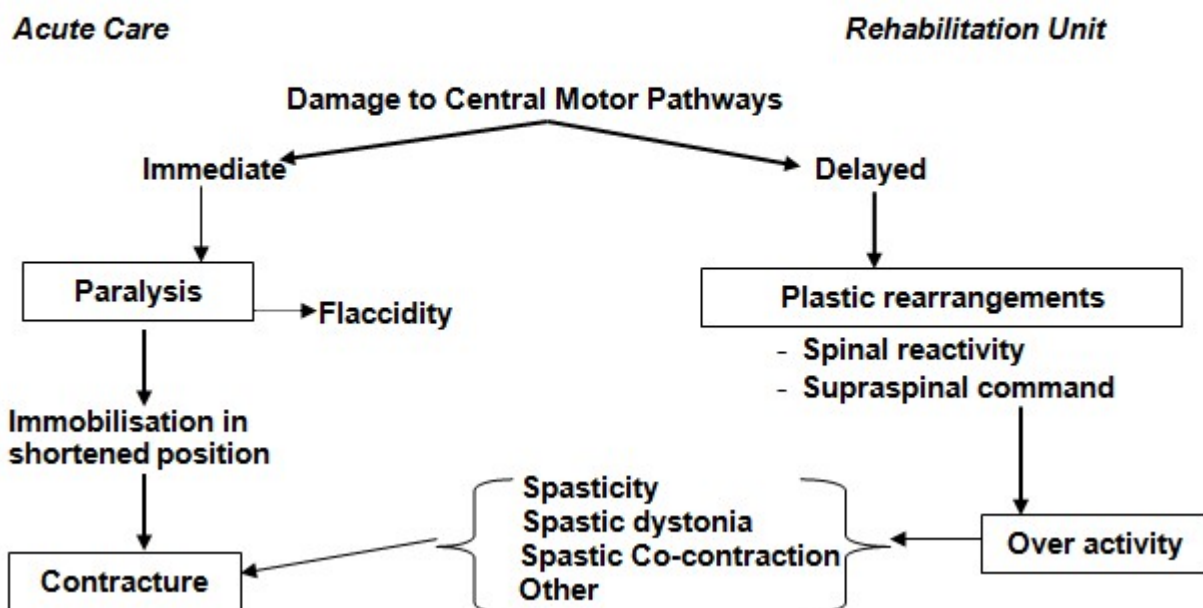 Acute Care
Rehabilitation Unit
Damage to Central Motor Pathways
Immediate
Delayed
Paralysis
Flaccidity
Plastic rearrangements
- Spinal reactivity
- Supraspinal command
Immobilisation in
shortened position
Spasticity
Spastic dystonia
Spastic Co-contraction
Other
Over activity
Contracture